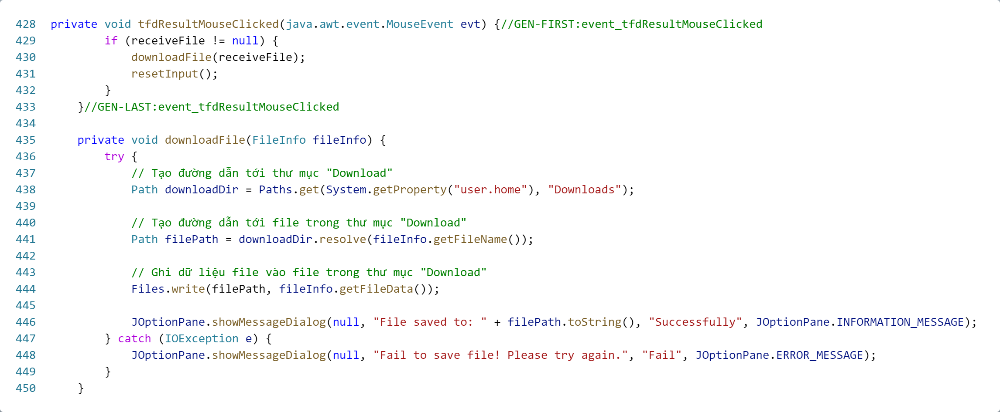 428 private void tfdResultMouseClicked(java.awt.event.MouseEvent evt) {//GEN-FIRST:event_tfdResultMouseClicked
429         if (receiveFile != null) {
430             downloadFile(receiveFile);
431             resetInput();
432         }
433     }//GEN-LAST:event_tfdResultMouseClicked
434
435     private void downloadFile(FileInfo fileInfo) {
436         try {
437             // Tạo đường dẫn tới thư mục "Download"
438             Path downloadDir = Paths.get(System.getProperty("user.home"), "Downloads");
439
440             // Tạo đường dẫn tới file trong thư mục "Download"
441             Path filePath = downloadDir.resolve(fileInfo.getFileName());
442
443             // Ghi dữ liệu file vào file trong thư mục "Download"
444             Files.write(filePath, fileInfo.getFileData());
445
446             JOptionPane.showMessageDialog(null, "File saved to: " + filePath.toString(), "Successfully", JOptionPane.INFORMATION_MESSAGE);
447         } catch (IOException e) {
448             JOptionPane.showMessageDialog(null, "Fail to save file! Please try again.", "Fail", JOptionPane.ERROR_MESSAGE);
449         }
450     }